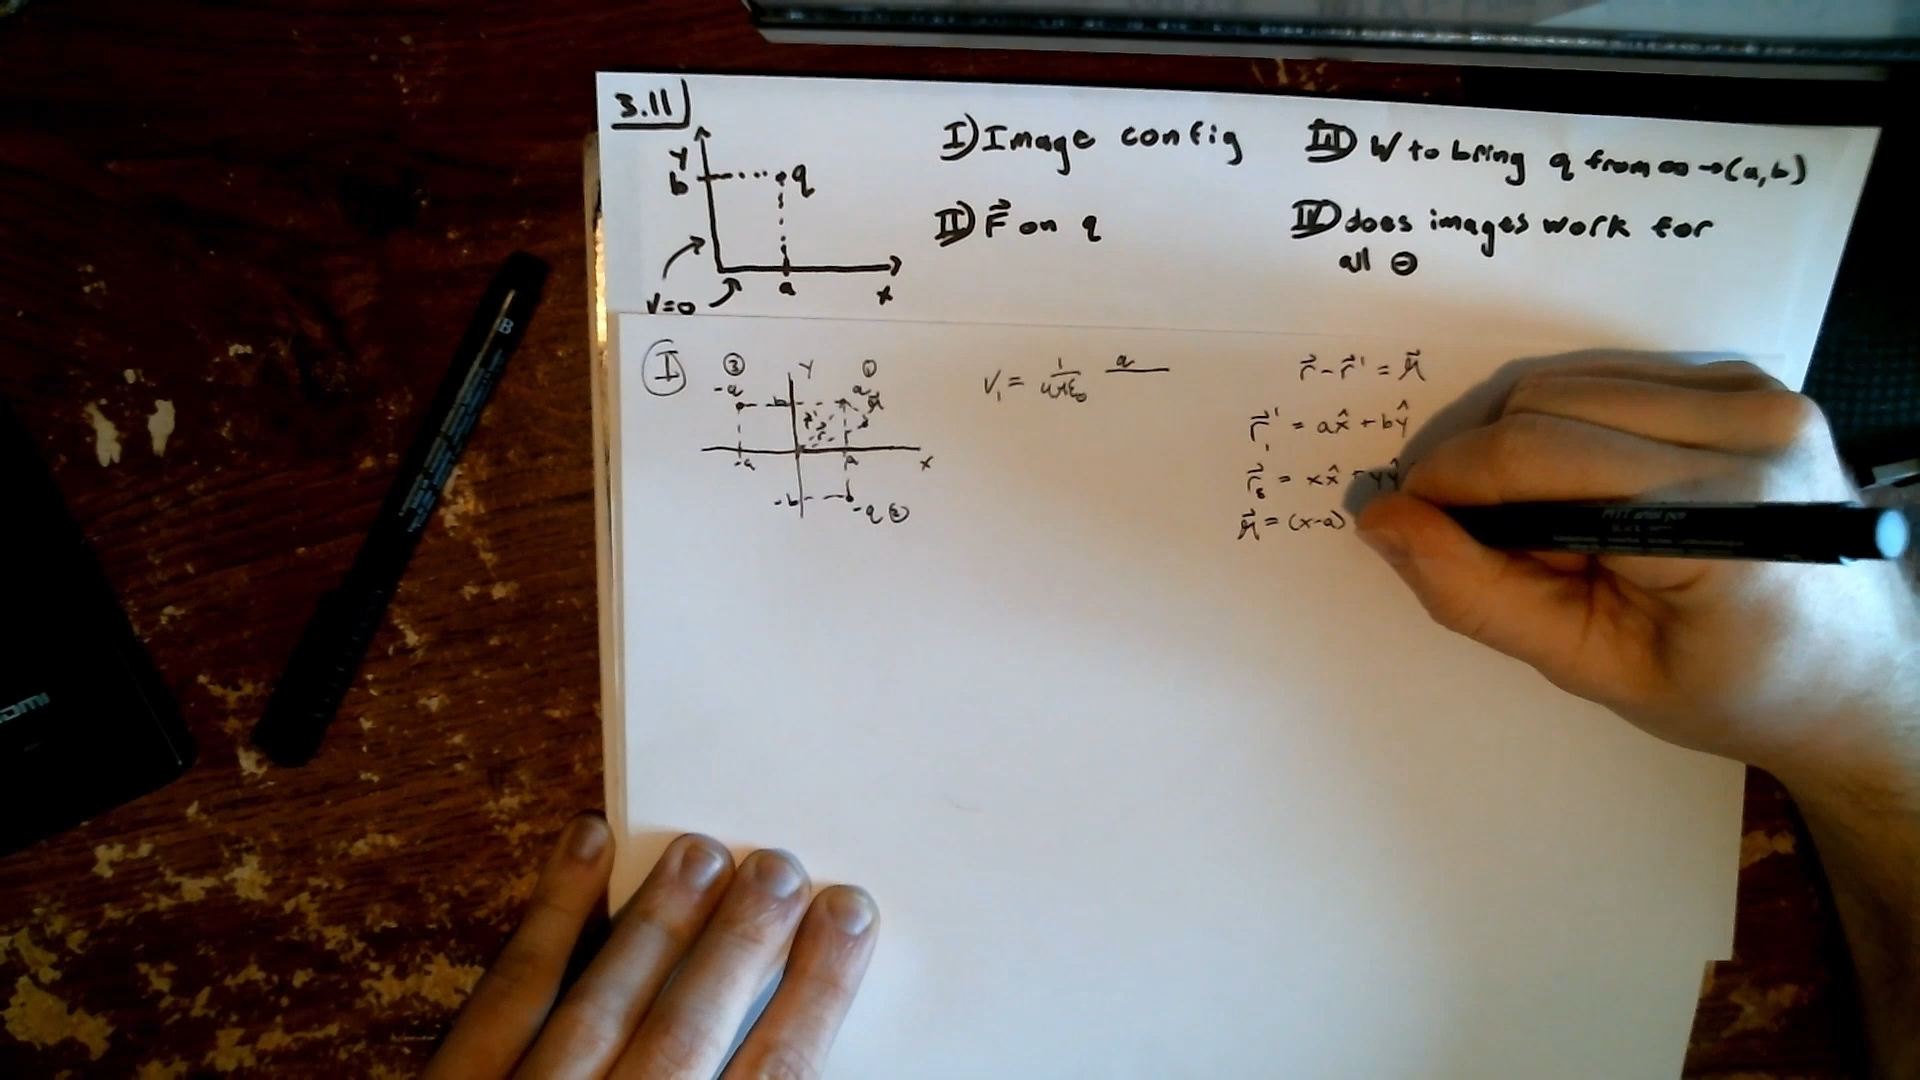 3.11
I) Image config
III) W to bring q from ∞→(a,b)
II) F⃗ on q
IV) does images work for
all ⊖
y
b
q
a
x
V=0
I
③
y
①
-q
b
q
-a
a
x
-b
-q ②
V₁ = 1/4πε₀ q
r⃗ - r⃗' = 𝓇⃗
r⃗' = ax̂ + bŷ
r⃗ = xx̂ + yŷ
𝓇⃗ = (x-a)
B